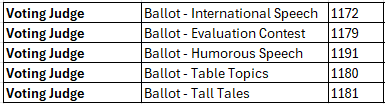 Voting Judge Ballot - International Speech 1172
Voting Judge Ballot - Evaluation Contest 1179
Voting Judge Ballot - Humorous Speech 1191
Voting Judge Ballot - Table Topics 1180
Voting Judge Ballot - Tall Tales 1181